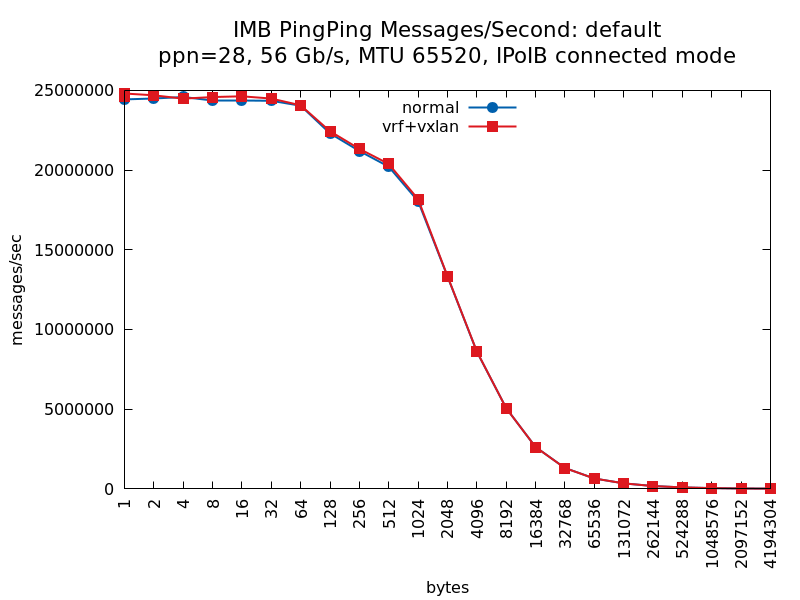 IMB PingPing Messages/Second: default
ppn=28, 56 Gb/s, MTU 65520, IPoIB connected mode
normal
vrf+vxlan
25000000
20000000
15000000
10000000
5000000
0
messages/sec
1 2 4 8 16 32 64 128 256 512 1024 2048 4096 8192 16384 32768 65536 131072 262144 524288 1048576 2097152 4194304
bytes